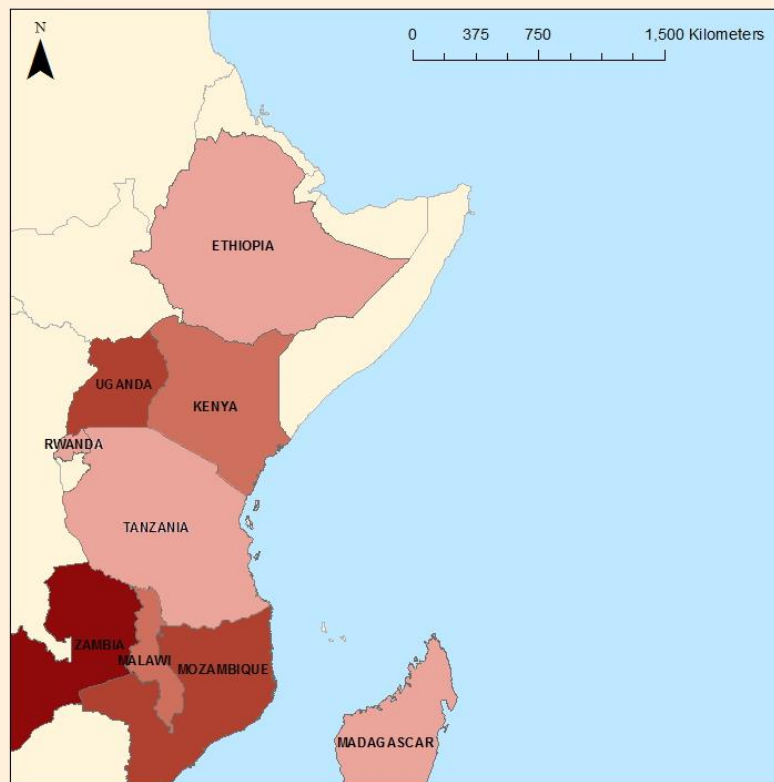 N
0 375 750 1,500 Kilometers
ETHIOPIA
UGANDA
KENYA
RWANDA
TANZANIA
ZAMBIA
MALAWI
MOZAMBIQUE
MADAGASCAR